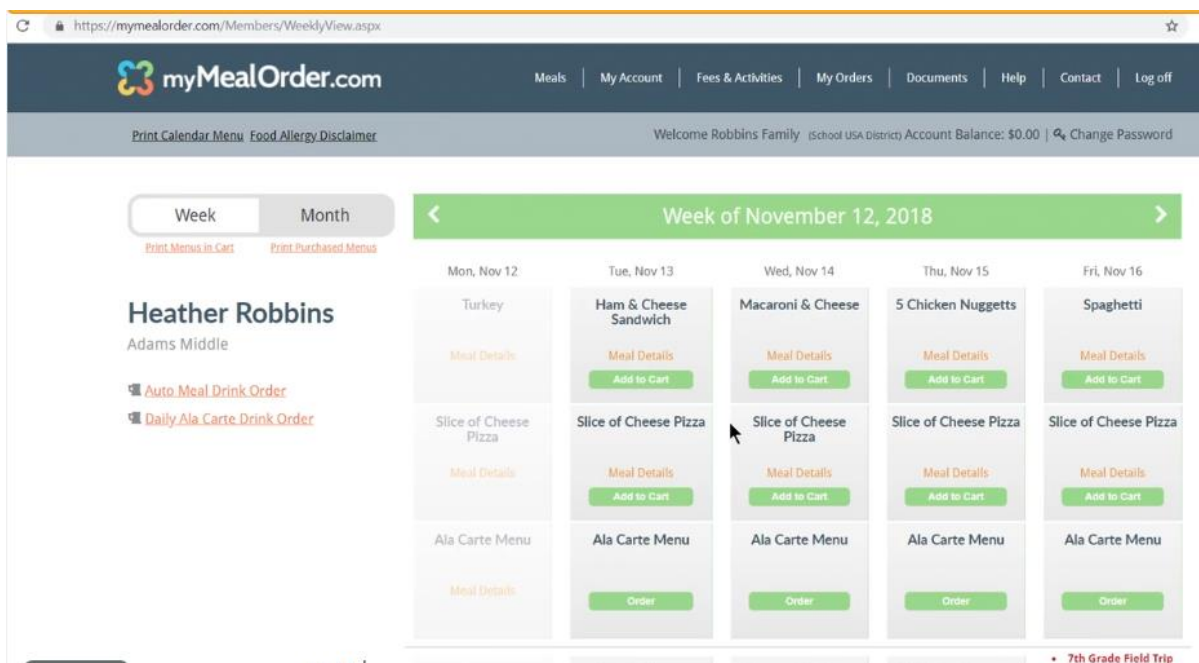 https://mymealorder.com/Members/WeeklyView.aspx
myMealOrder.com
Meals | My Account | Fees & Activities | My Orders | Documents | Help | Contact | Log off
Print Calendar Menu Food Allergy Disclaimer
Welcome Robbins Family (School USA District) Account Balance: $0.00 | Change Password
Week Month
Print Menus in Cart Print Purchased Menus
Heather Robbins
Adams Middle
Auto Meal Drink Order
Daily Ala Carte Drink Order
Week of November 12, 2018
Mon, Nov 12 Tue, Nov 13 Wed, Nov 14 Thu, Nov 15 Fri, Nov 16
Turkey Ham & Cheese Macaroni & Cheese 5 Chicken Nuggetts Spaghetti
Sandwich
Meal Details Meal Details Meal Details Meal Details Meal Details
Add to Cart Add to Cart Add to Cart Add to Cart
Slice of Cheese Slice of Cheese Pizza Slice of Cheese Slice of Cheese Pizza Slice of Cheese Pizza
Pizza Pizza
Meal Details Meal Details Meal Details Meal Details Meal Details
Add to Cart Add to Cart Add to Cart Add to Cart
Ala Carte Menu Ala Carte Menu Ala Carte Menu Ala Carte Menu Ala Carte Menu
Meal Details
Order Order Order Order
7th Grade Field Trip